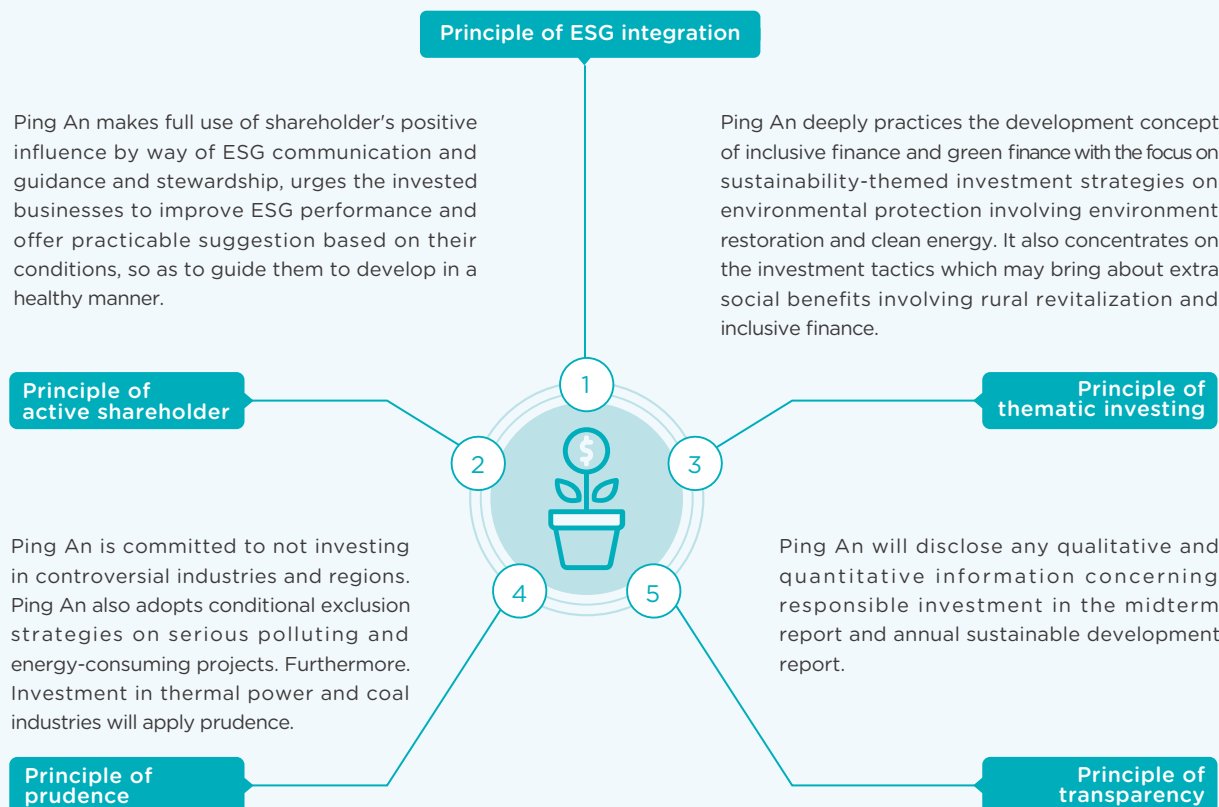 Principle of ESG integration
Ping An makes full use of shareholder's positive
influence by way of ESG communication and
guidance and stewardship, urges the invested
businesses to improve ESG performance and
offer practicable suggestion based on their
conditions, so as to guide them to develop in a
healthy manner.
Ping An deeply practices the development concept
of inclusive finance and green finance with the focus on
sustainability-themed investment strategies on
environmental protection involving environment
restoration and clean energy. It also concentrates on
the investment tactics which may bring about extra
social benefits involving rural revitalization and
inclusive finance.
Principle of
active shareholder
Principle of
thematic investing
1
2
3
$
4
5
Ping An is committed to not investing
in controversial industries and regions.
Ping An also adopts conditional exclusion
strategies on serious polluting and
energy-consuming projects. Furthermore.
Investment in thermal power and coal
industries will apply prudence.
Ping An will disclose any qualitative and
quantitative information concerning
responsible investment in the midterm
report and annual sustainable development
report.
Principle of
prudence
Principle of
transparency